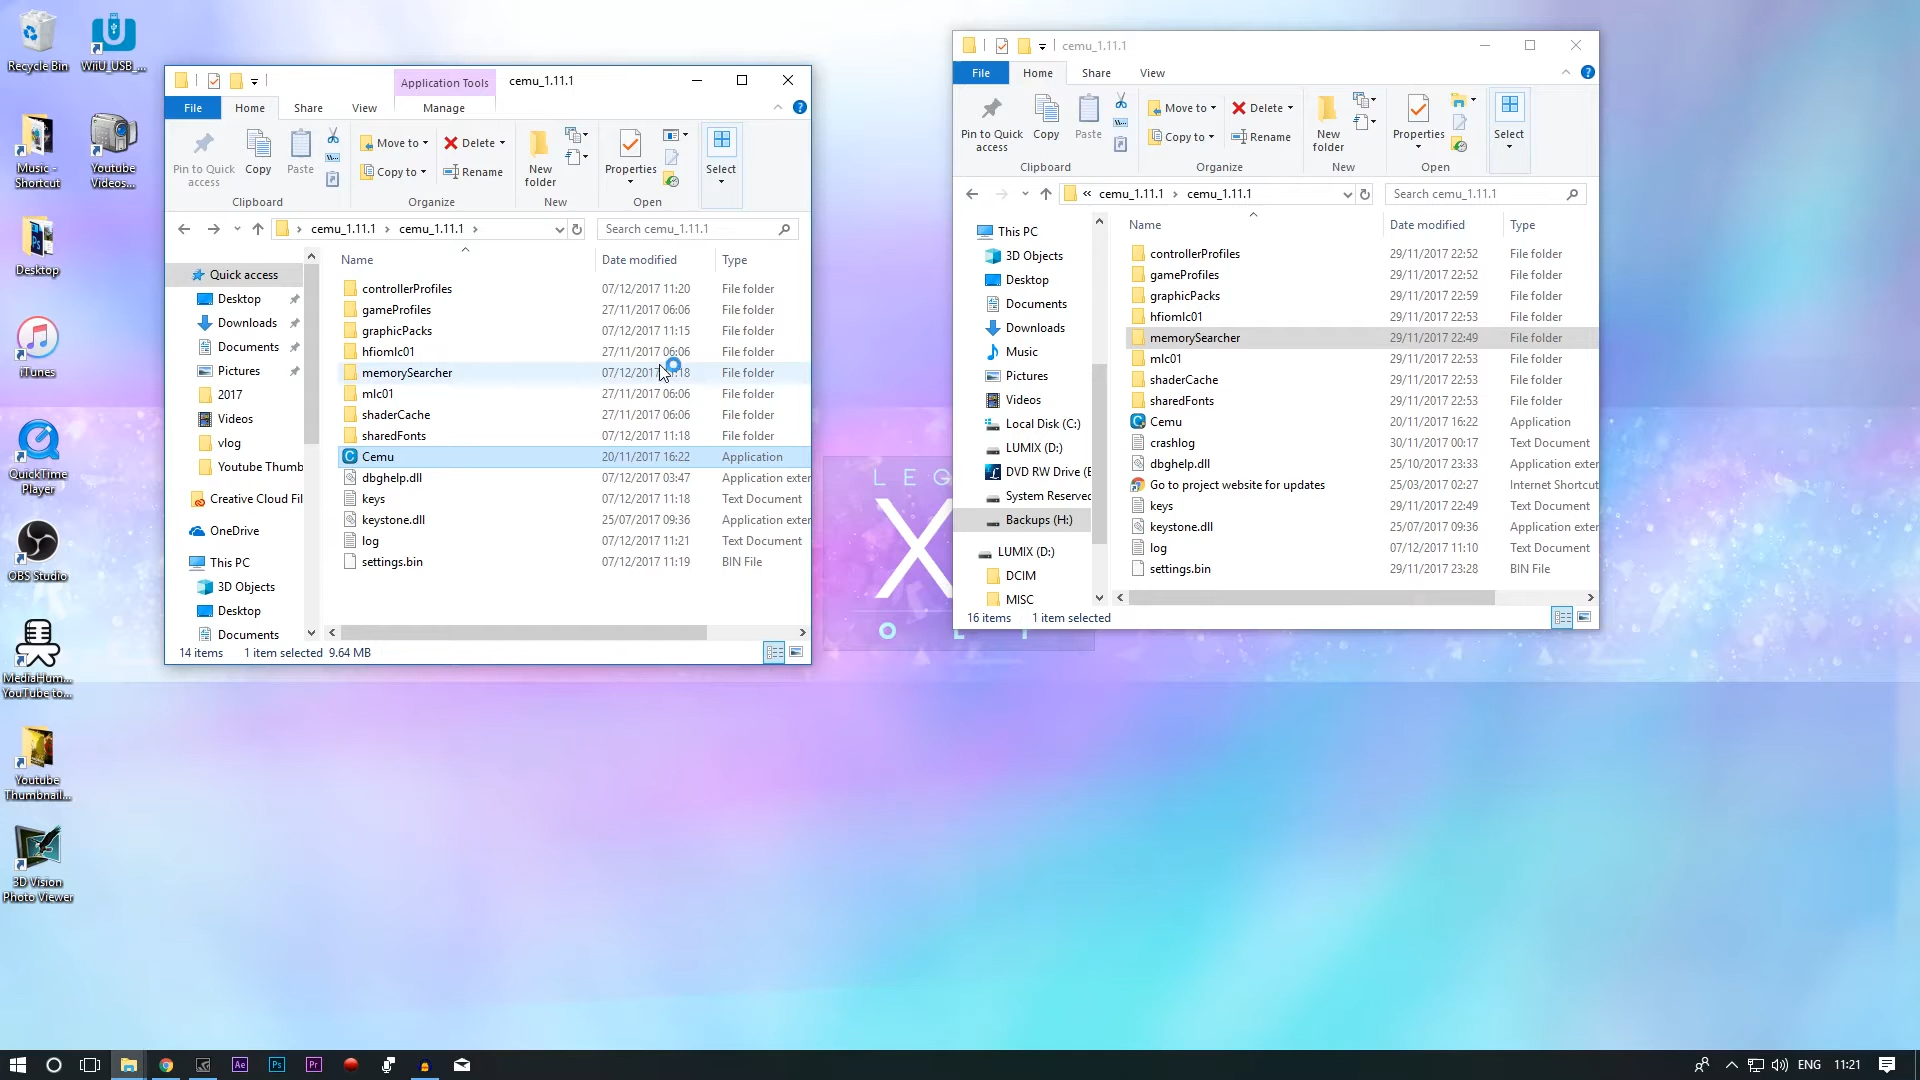 Recycle Bin
WiiU_USB_...
Music - Shortcut
Youtube Videos...
Desktop
iTunes
QuickTime Player
OBS Studio
MediaHum... YouTube to...
Youtube Thumbnail...
3D Vision Photo Viewer
Application Tools
cemu_1.11.1
File
Home
Share
View
Manage
Pin to Quick access
Copy
Paste
Move to
Copy to
Delete
Rename
New folder
Properties
Select
Clipboard
Organize
New
Open
cemu_1.11.1 > cemu_1.11.1 >
Search cemu_1.11.1
Quick access
Desktop
Downloads
Documents
Pictures
2017
Videos
vlog
Youtube Thumb
Creative Cloud Fil
OneDrive
This PC
3D Objects
Desktop
Documents
Name Date modified Type
controllerProfiles 07/12/2017 11:20 File folder
gameProfiles 27/11/2017 06:06 File folder
graphicPacks 07/12/2017 11:15 File folder
hfiomlc01 27/11/2017 06:06 File folder
memorySearcher 07/12/2017 :18 File folder
mlc01 27/11/2017 06:06 File folder
shaderCache 27/11/2017 06:06 File folder
sharedFonts 07/12/2017 11:18 File folder
Cemu 20/11/2017 16:22 Application
dbghelp.dll 07/12/2017 03:47 Application exter
keys 07/12/2017 11:18 Text Document
keystone.dll 25/07/2017 09:36 Application exter
log 07/12/2017 11:21 Text Document
settings.bin 07/12/2017 11:19 BIN File
14 items 1 item selected 9.64 MB
LEG
X
OL
cemu_1.11.1
File
Home
Share
View
Pin to Quick access
Copy
Paste
Move to
Copy to
Delete
Rename
New folder
Properties
Select
Clipboard
Organize
New
Open
« cemu_1.11.1 > cemu_1.11.1
Search cemu_1.11.1
This PC
3D Objects
Desktop
Documents
Downloads
Music
Pictures
Videos
Local Disk (C:)
LUMIX (D:)
DVD RW Drive (E
System Reserved
Backups (H:)
LUMIX (D:)
DCIM
MISC
Name Date modified Type
controllerProfiles 29/11/2017 22:52 File folder
gameProfiles 29/11/2017 22:52 File folder
graphicPacks 29/11/2017 22:59 File folder
hfiomlc01 29/11/2017 22:53 File folder
memorySearcher 29/11/2017 22:49 File folder
mlc01 29/11/2017 22:53 File folder
shaderCache 29/11/2017 22:53 File folder
sharedFonts 29/11/2017 22:53 File folder
Cemu 20/11/2017 16:22 Application
crashlog 30/11/2017 00:17 Text Document
dbghelp.dll 25/10/2017 23:33 Application exten
Go to project website for updates 25/03/2017 02:27 Internet Shortcut
keys 29/11/2017 22:49 Text Document
keystone.dll 25/07/2017 09:36 Application exten
log 07/12/2017 11:10 Text Document
settings.bin 29/11/2017 23:28 BIN File
16 items 1 item selected
Ae
Ps
Pr
ENG
11:21